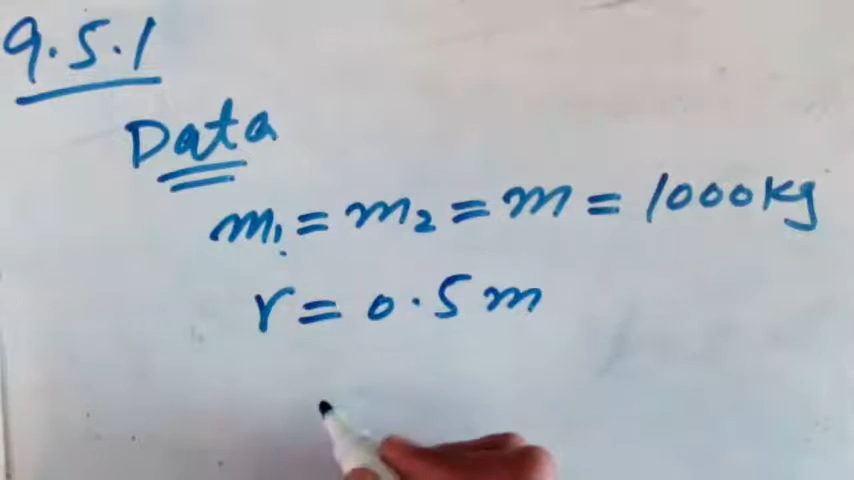 9.5.1
Data
m₁ = m₂ = m = 1000kg
r = 0.5 m